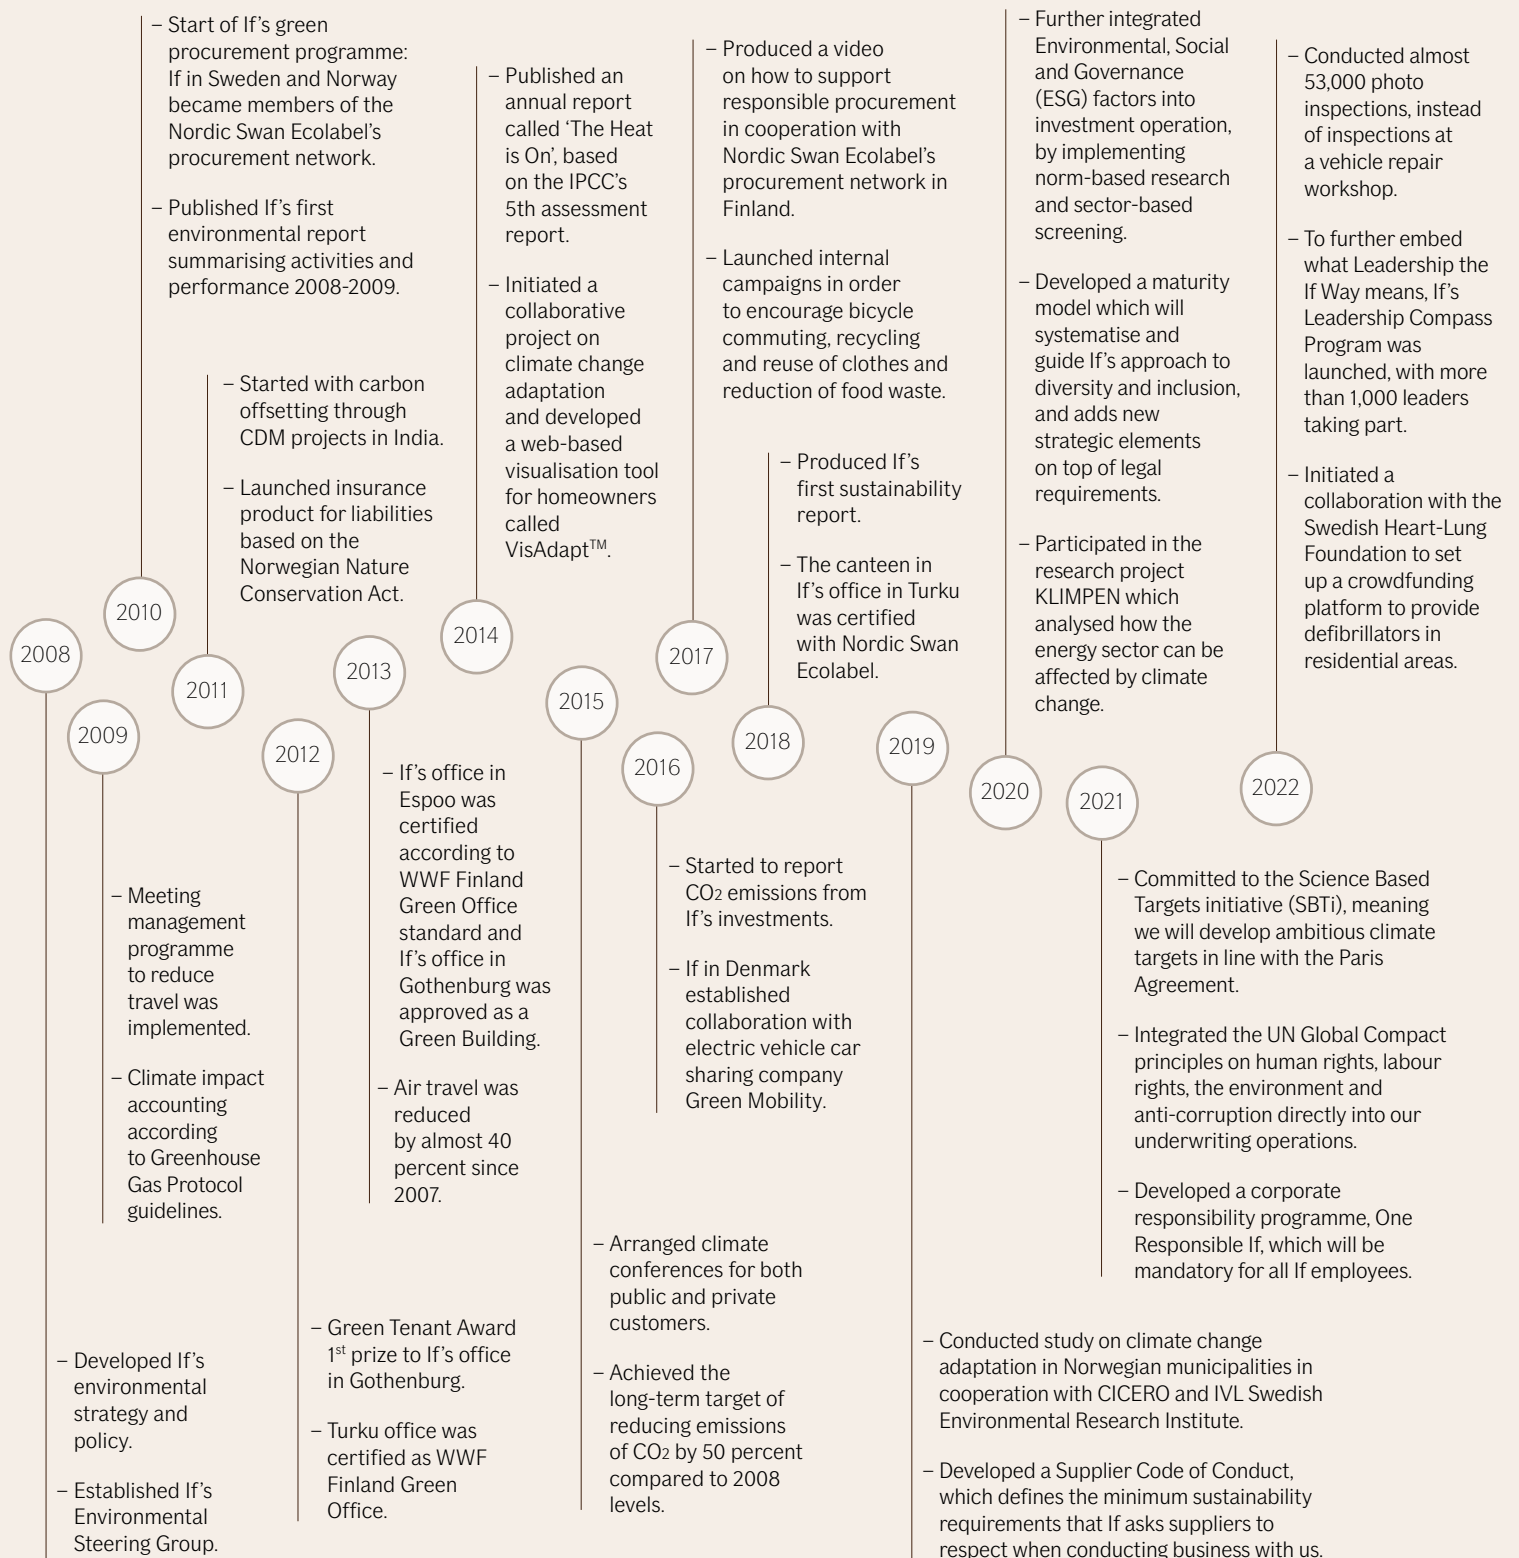 – Start of If’s green
procurement programme:
If in Sweden and Norway
became members of the
Nordic Swan Ecolabel’s
procurement network.
– Published If’s first
environmental report
summarising activities and
performance 2008-2009.
– Started with carbon
offsetting through
CDM projects in India.
– Launched insurance
product for liabilities
based on the
Norwegian Nature
Conservation Act.
– Published an
annual report
called ‘The Heat
is On’, based
on the IPCC’s
5th assessment
report.
– Initiated a
collaborative
project on
climate change
adaptation
and developed
a web-based
visualisation tool
for homeowners
called
VisAdapt™.
– Produced a video
on how to support
responsible procurement
in cooperation with
Nordic Swan Ecolabel’s
procurement network in
Finland.
– Launched internal
campaigns in order
to encourage bicycle
commuting, recycling
and reuse of clothes and
reduction of food waste.
– Produced If’s
first sustainability
report.
– The canteen in
If’s office in Turku
was certified
with Nordic Swan
Ecolabel.
– Further integrated
Environmental, Social
and Governance
(ESG) factors into
investment operation,
by implementing
norm-based research
and sector-based
screening.
– Developed a maturity
model which will
systematise and
guide If’s approach to
diversity and inclusion,
and adds new
strategic elements
on top of legal
requirements.
– Participated in the
research project
KLIMPEN which
analysed how the
energy sector can be
affected by climate
change.
– Conducted almost
53,000 photo
inspections, instead
of inspections at
a vehicle repair
workshop.
– To further embed
what Leadership the
If Way means, If’s
Leadership Compass
Program was
launched, with more
than 1,000 leaders
taking part.
– Initiated a
collaboration with the
Swedish Heart-Lung
Foundation to set
up a crowdfunding
platform to provide
defibrillators in
residential areas.
2008
2009
2010
2011
2012
2013
2014
2015
2016
2017
2018
2019
2020
2021
2022
– Developed If’s
environmental
strategy and
policy.
– Established If’s
Environmental
Steering Group.
– Meeting
management
programme
to reduce
travel was
implemented.
– Climate impact
accounting
according
to Greenhouse
Gas Protocol
guidelines.
– Green Tenant Award
1st prize to If’s office
in Gothenburg.
– Turku office was
certified as WWF
Finland Green
Office.
– If’s office in
Espoo was
certified
according to
WWF Finland
Green Office
standard and
If’s office in
Gothenburg was
approved as a
Green Building.
– Air travel was
reduced
by almost 40
percent since
2007.
– Arranged climate
conferences for both
public and private
customers.
– Achieved the
long-term target of
reducing emissions
of CO2 by 50 percent
compared to 2008
levels.
– Started to report
CO2 emissions from
If’s investments.
– If in Denmark
established
collaboration with
electric vehicle car
sharing company
Green Mobility.
– Conducted study on climate change
adaptation in Norwegian municipalities in
cooperation with CICERO and IVL Swedish
Environmental Research Institute.
– Developed a Supplier Code of Conduct,
which defines the minimum sustainability
requirements that If asks suppliers to
respect when conducting business with us.
– Committed to the Science Based
Targets initiative (SBTi), meaning
we will develop ambitious climate
targets in line with the Paris
Agreement.
– Integrated the UN Global Compact
principles on human rights, labour
rights, the environment and
anti-corruption directly into our
underwriting operations.
– Developed a corporate
responsibility programme, One
Responsible If, which will be
mandatory for all If employees.